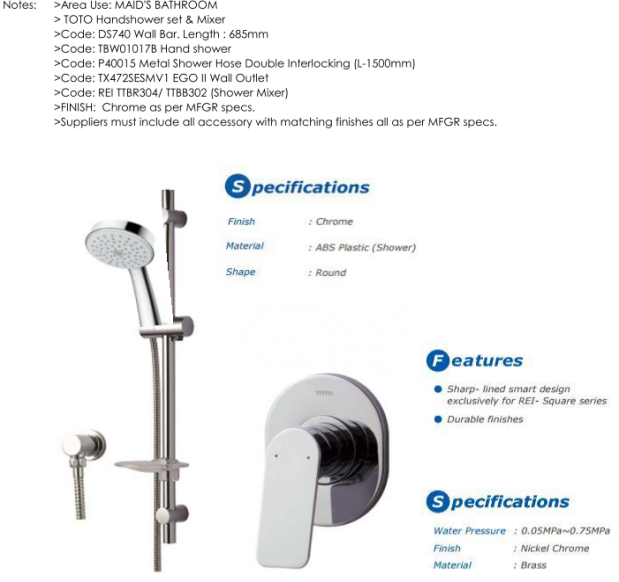 Notes: >Area Use: MAID'S BATHROOM
> TOTO Handshower set & Mixer
>Code: DS740 Wall Bar. Length : 685mm
>Code: TBW01017B Hand shower
>Code: P40015 Metal Shower Hose Double Interlocking (L-1500mm)
>Code: TX472SESMV1 EGO II Wall Outlet
>Code: REI TTBR304/ TTBB302 (Shower Mixer)
>FINISH: Chrome as per MFGR specs.
>Suppliers must include all accessory with matching finishes all as per MFGR specs.
Specifications
Finish : Chrome
Material : ABS Plastic (Shower)
Shape : Round
Features
Sharp- lined smart design
exclusively for REI- Square series
Durable finishes
TOTO
Specifications
Water Pressure : 0.05MPa~0.75MPa
Finish : Nickel Chrome
Material : Brass